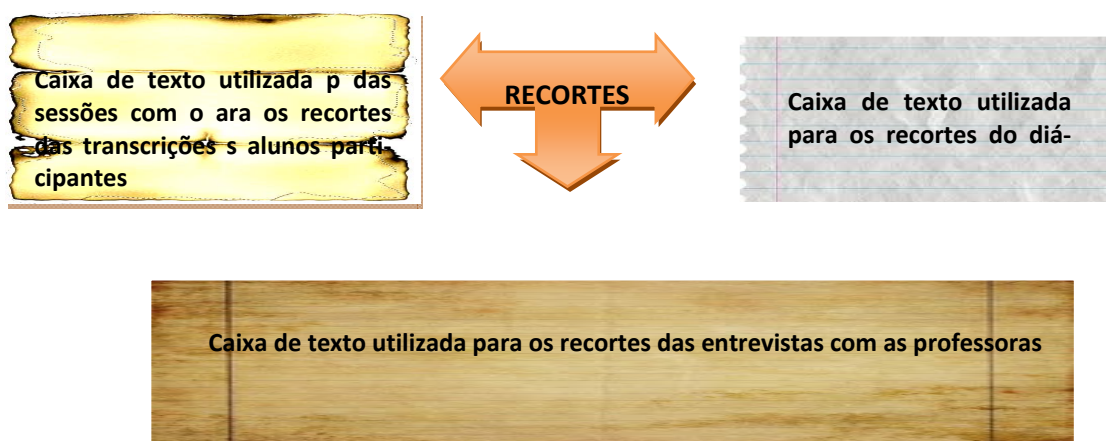 Caixa de texto utilizada p das
sessões com o ara os recortes
das transcrições s alunos parti-
cipantes
RECORTES
Caixa de texto utilizada
para os recortes do diá-
Caixa de texto utilizada para os recortes das entrevistas com as professoras